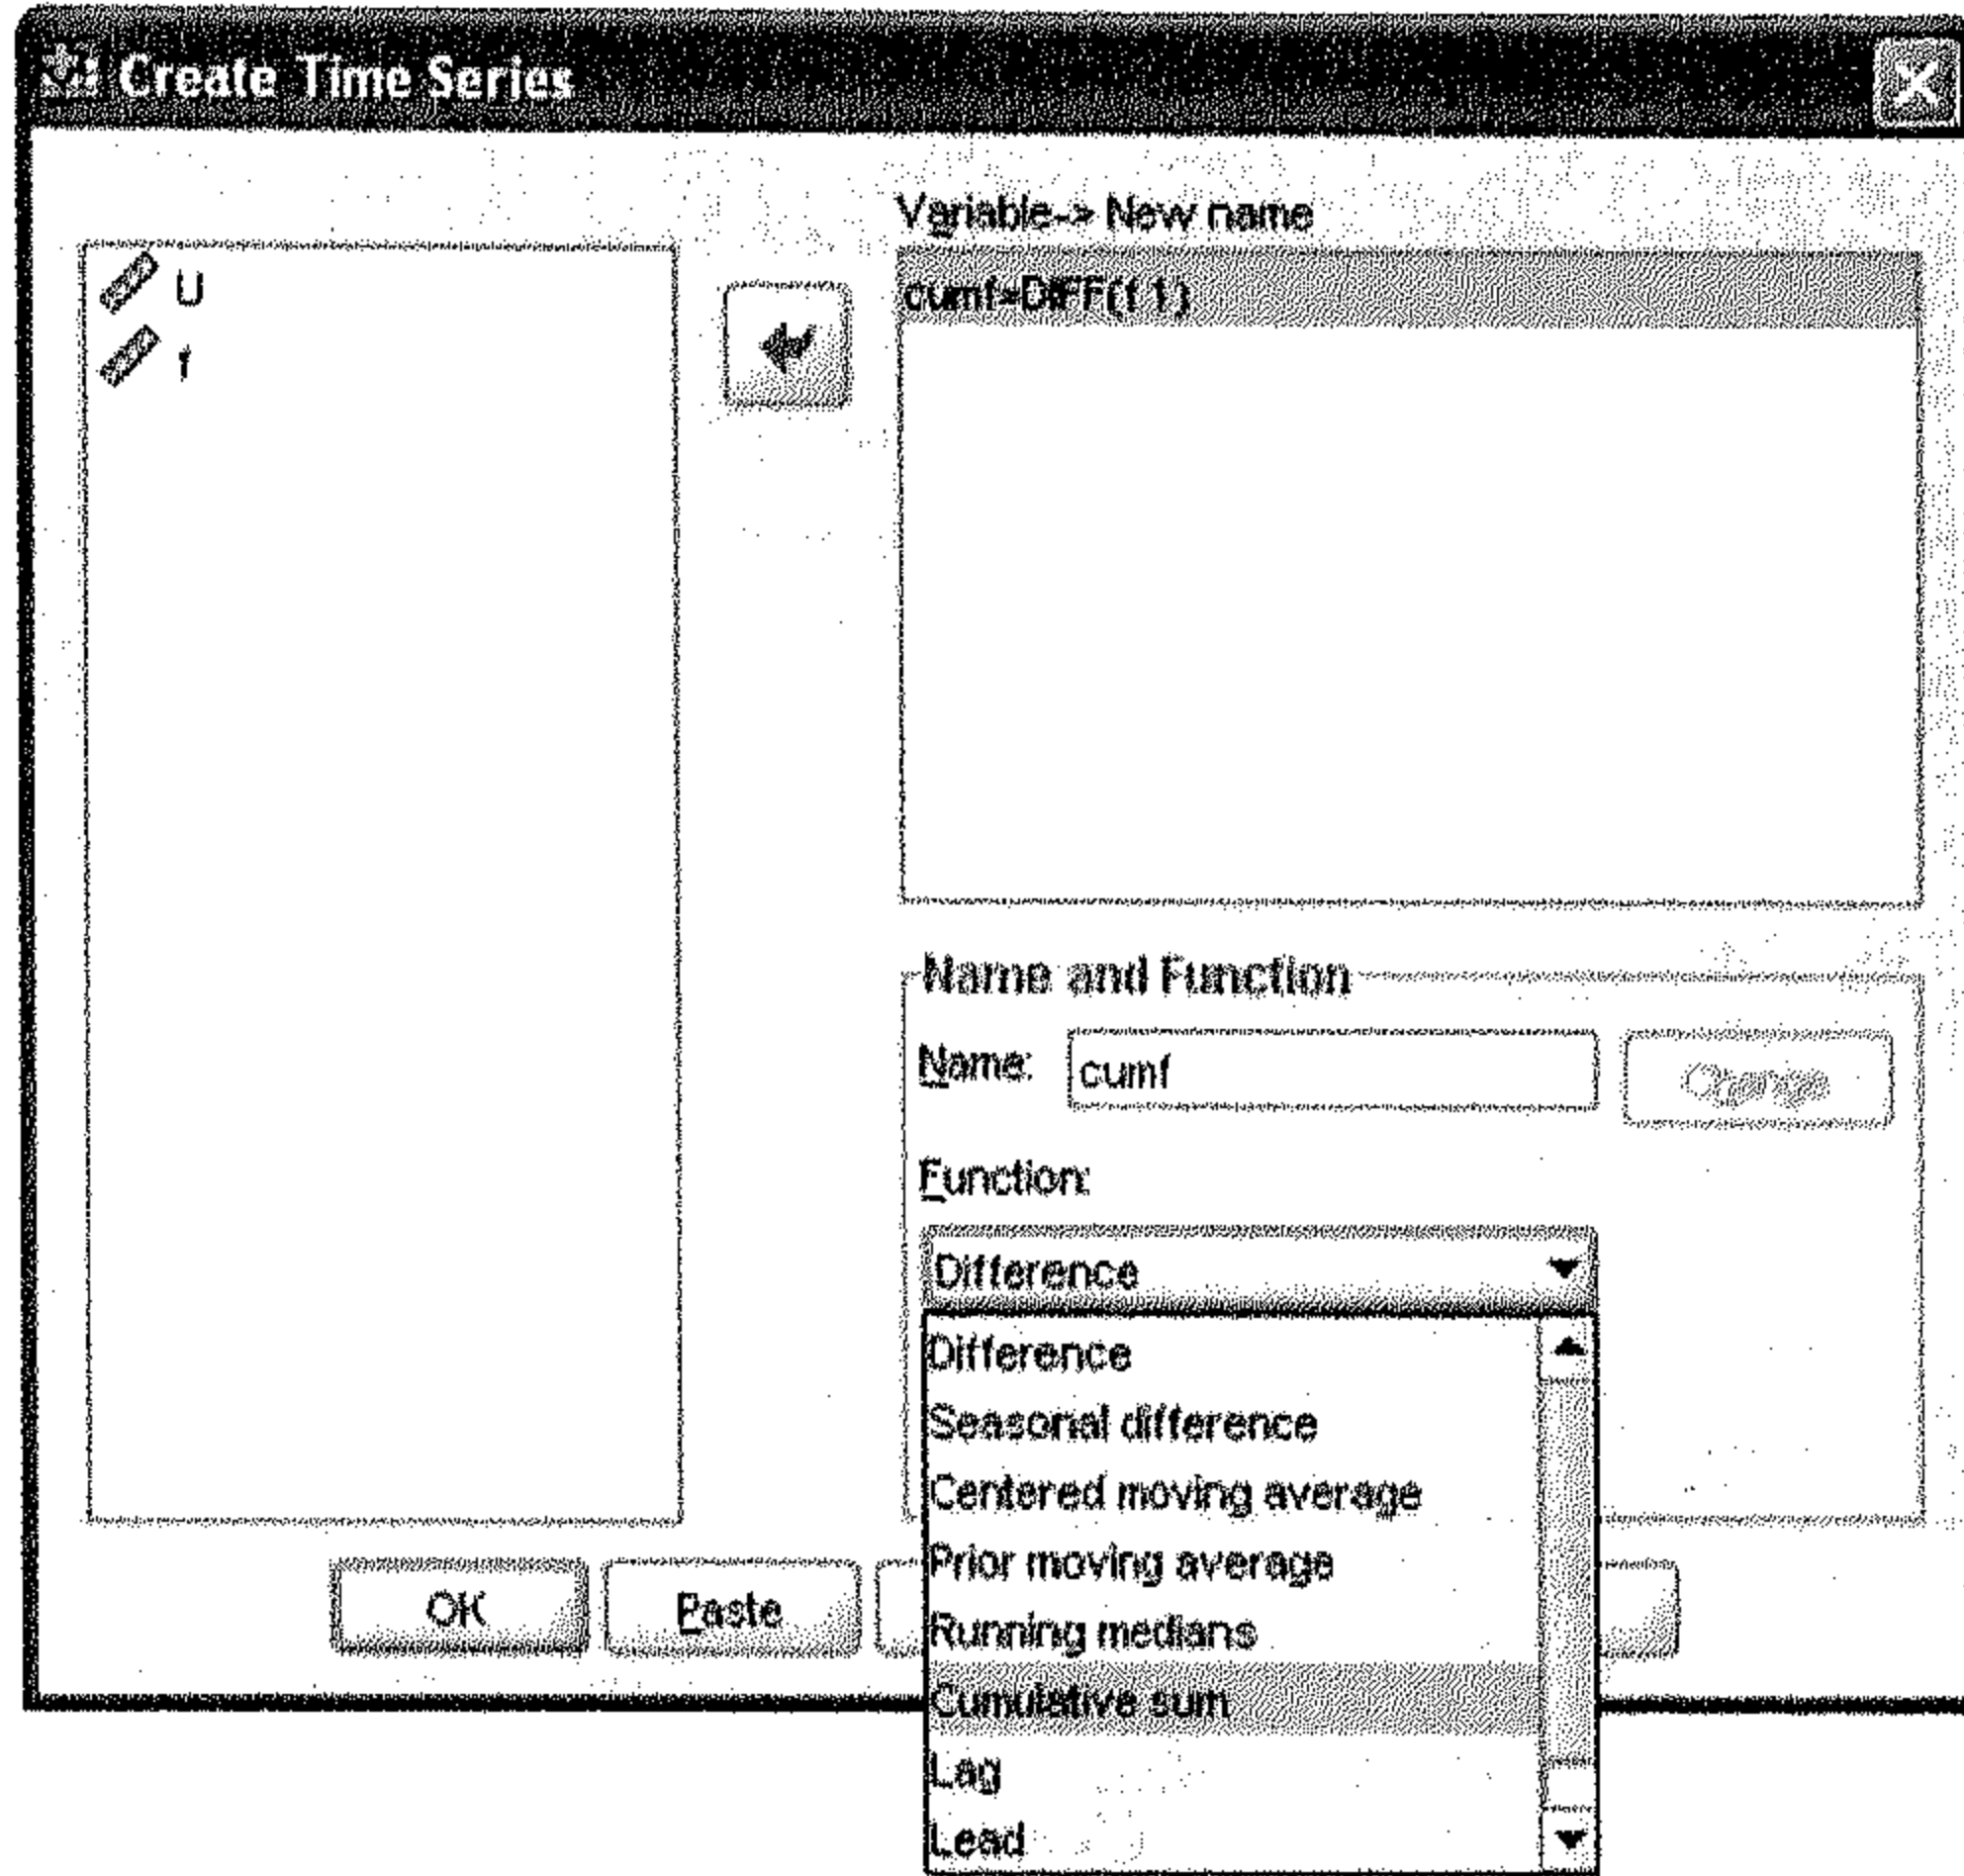 Create Time Series
Variable-> New name
U
f
cumf=DIFF(f 1)
Name and Function
Name: cumf Change
Function:
Difference
Difference
Seasonal difference
Centered moving average
Prior moving average
Running medians
Cumulative sum
Lag
Lead
OK Paste